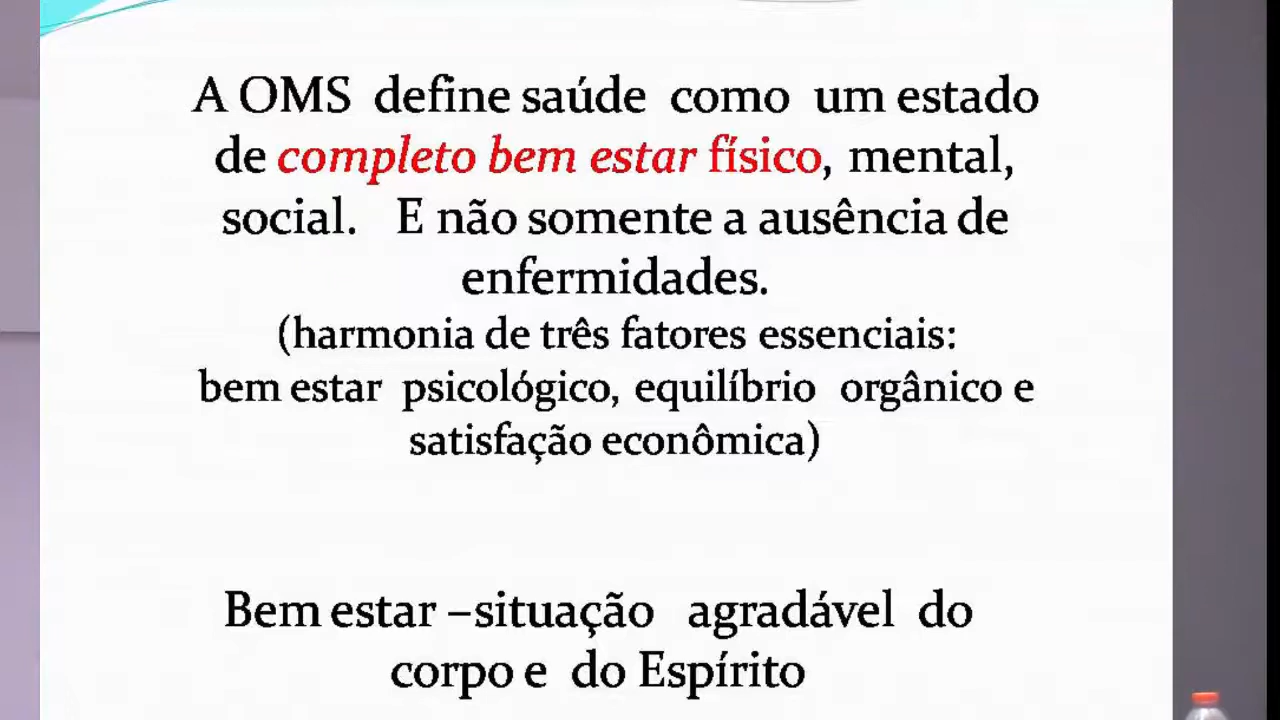 A OMS define saúde como um estado
de completo bem estar físico, mental,
social. E não somente a ausência de
enfermidades.
(harmonia de três fatores essenciais:
bem estar psicológico, equilíbrio orgânico e
satisfação econômica)
Bem estar –situação agradável do
corpo e do Espírito